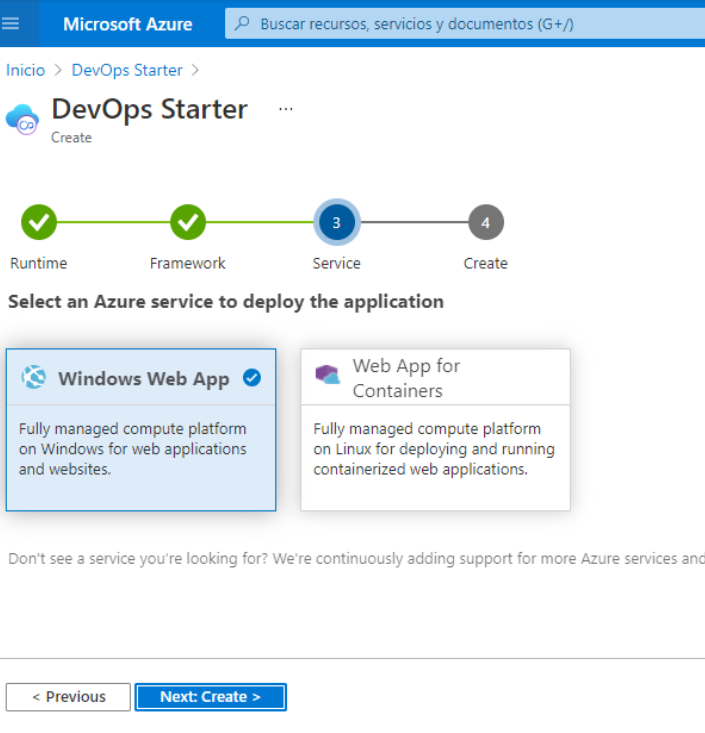 Microsoft Azure
Buscar recursos, servicios y documentos (G+/)
Inicio > DevOps Starter >
DevOps Starter ...
Create
3
4
Runtime
Framework
Service
Create
Select an Azure service to deploy the application
Windows Web App
Fully managed compute platform
on Windows for web applications
and websites.
Web App for
Containers
Fully managed compute platform
on Linux for deploying and running
containerized web applications.
Don't see a service you're looking for? We're continuously adding support for more Azure services and
< Previous
Next: Create >